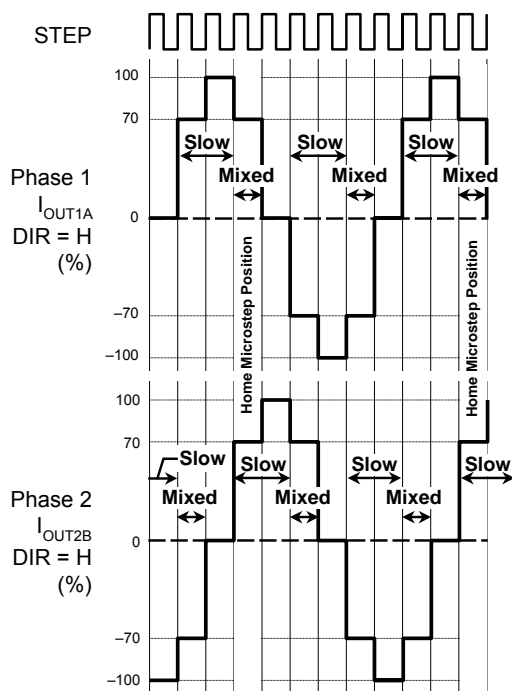 STEP
100
70
Slow
Slow
Slow
Mixed
Mixed
Mixed
Phase 1
IOUT1A
DIR = H
(%)
0
Home Microstep Position
Home Microstep Position
–70
–100
100
70
Slow
Slow
Slow
Slow
Mixed
Mixed
Mixed
Phase 2
IOUT2B
DIR = H
(%)
0
–70
–100